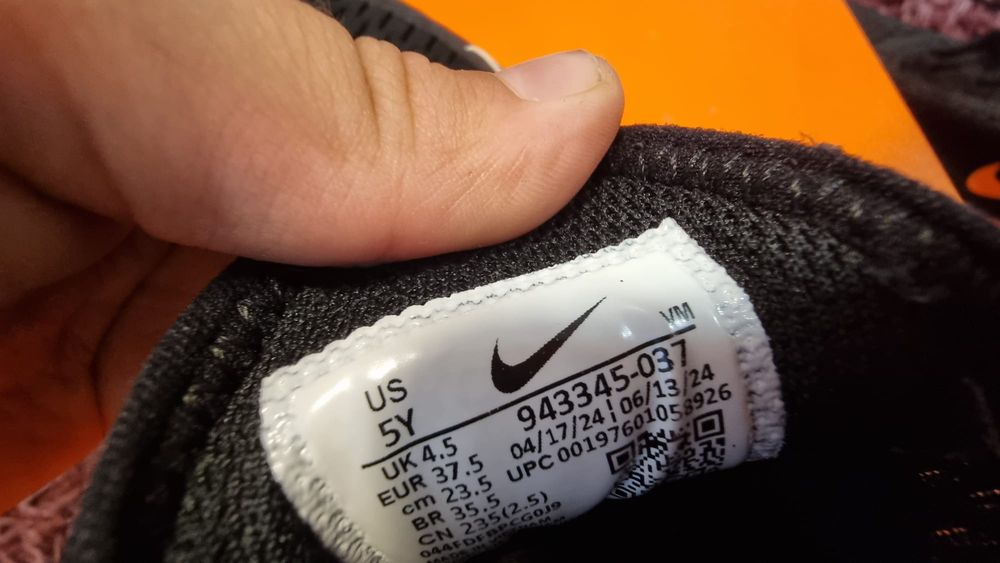 US
5Y
VM
943345-037
UK 4.5
04/17/24 | 06/13/24
EUR 37.5
UPC 00197601058926
cm 23.5
BR 35.5
CN 235(2.5)